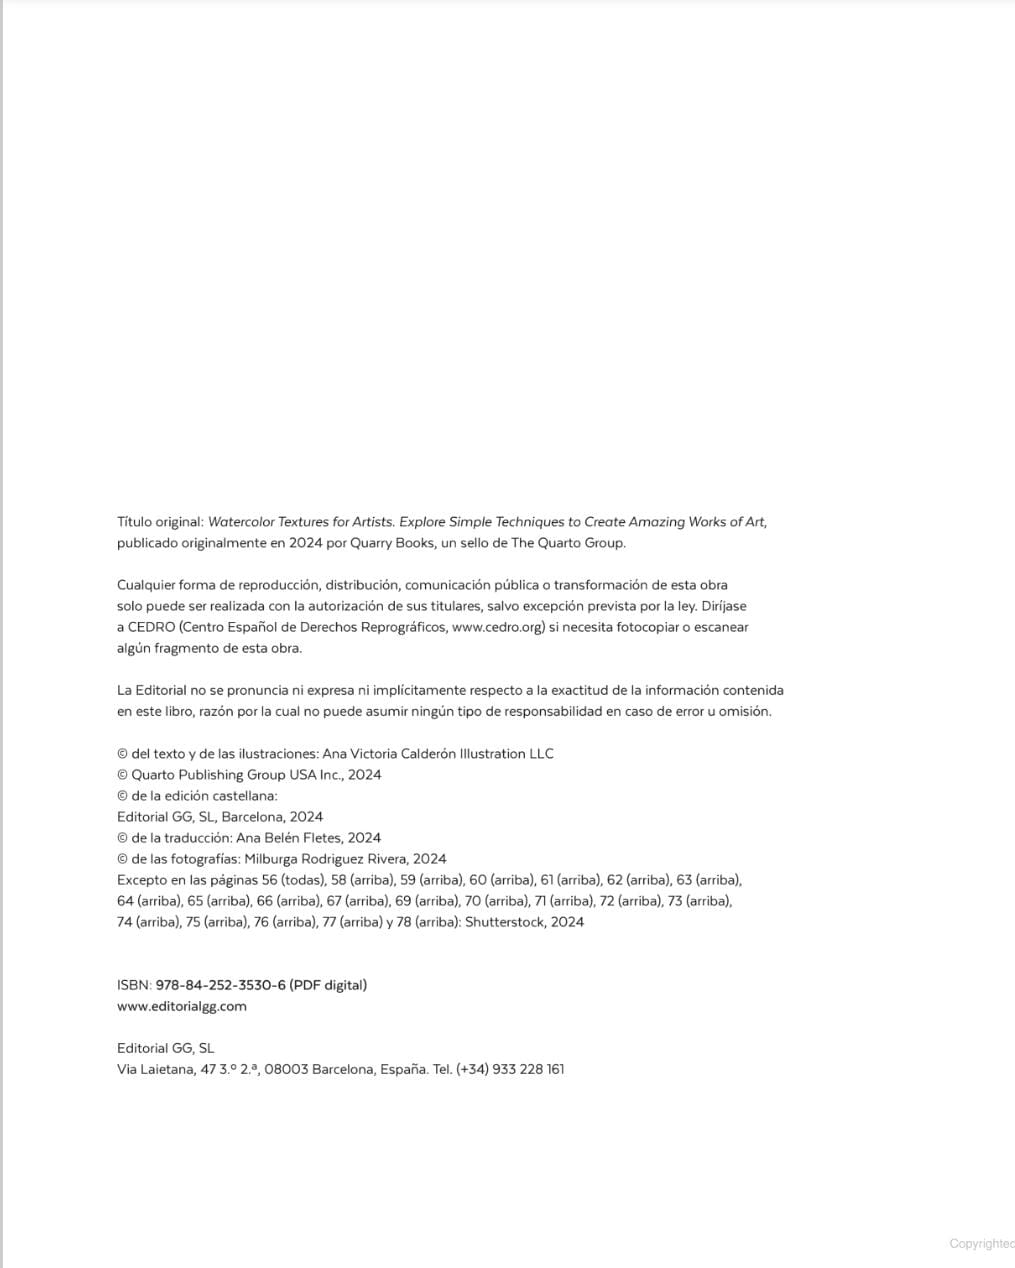 Título original: Watercolor Textures for Artists. Explore Simple Techniques to Create Amazing Works of Art,
publicado originalmente en 2024 por Quarry Books, un sello de The Quarto Group.
Cualquier forma de reproducción, distribución, comunicación pública o transformación de esta obra
solo puede ser realizada con la autorización de sus titulares, salvo excepción prevista por la ley. Diríjase
a CEDRO (Centro Español de Derechos Reprográficos, www.cedro.org) si necesita fotocopiar o escanear
algún fragmento de esta obra.
La Editorial no se pronuncia ni expresa ni implícitamente respecto a la exactitud de la información contenida
en este libro, razón por la cual no puede asumir ningún tipo de responsabilidad en caso de error u omisión.
© del texto y de las ilustraciones: Ana Victoria Calderón Illustration LLC
© Quarto Publishing Group USA Inc., 2024
© de la edición castellana:
Editorial GG, SL, Barcelona, 2024
© de la traducción: Ana Belén Fletes, 2024
© de las fotografías: Milburga Rodriguez Rivera, 2024
Excepto en las páginas 56 (todas), 58 (arriba), 59 (arriba), 60 (arriba), 61 (arriba), 62 (arriba), 63 (arriba),
64 (arriba), 65 (arriba), 66 (arriba), 67 (arriba), 69 (arriba), 70 (arriba), 71 (arriba), 72 (arriba), 73 (arriba),
74 (arriba), 75 (arriba), 76 (arriba), 77 (arriba) y 78 (arriba): Shutterstock, 2024
ISBN: 978-84-252-3530-6 (PDF digital)
www.editorialgg.com
Editorial GG, SL
Via Laietana, 47 3.º 2.ª, 08003 Barcelona, España. Tel. (+34) 933 228 161
Copyrighted